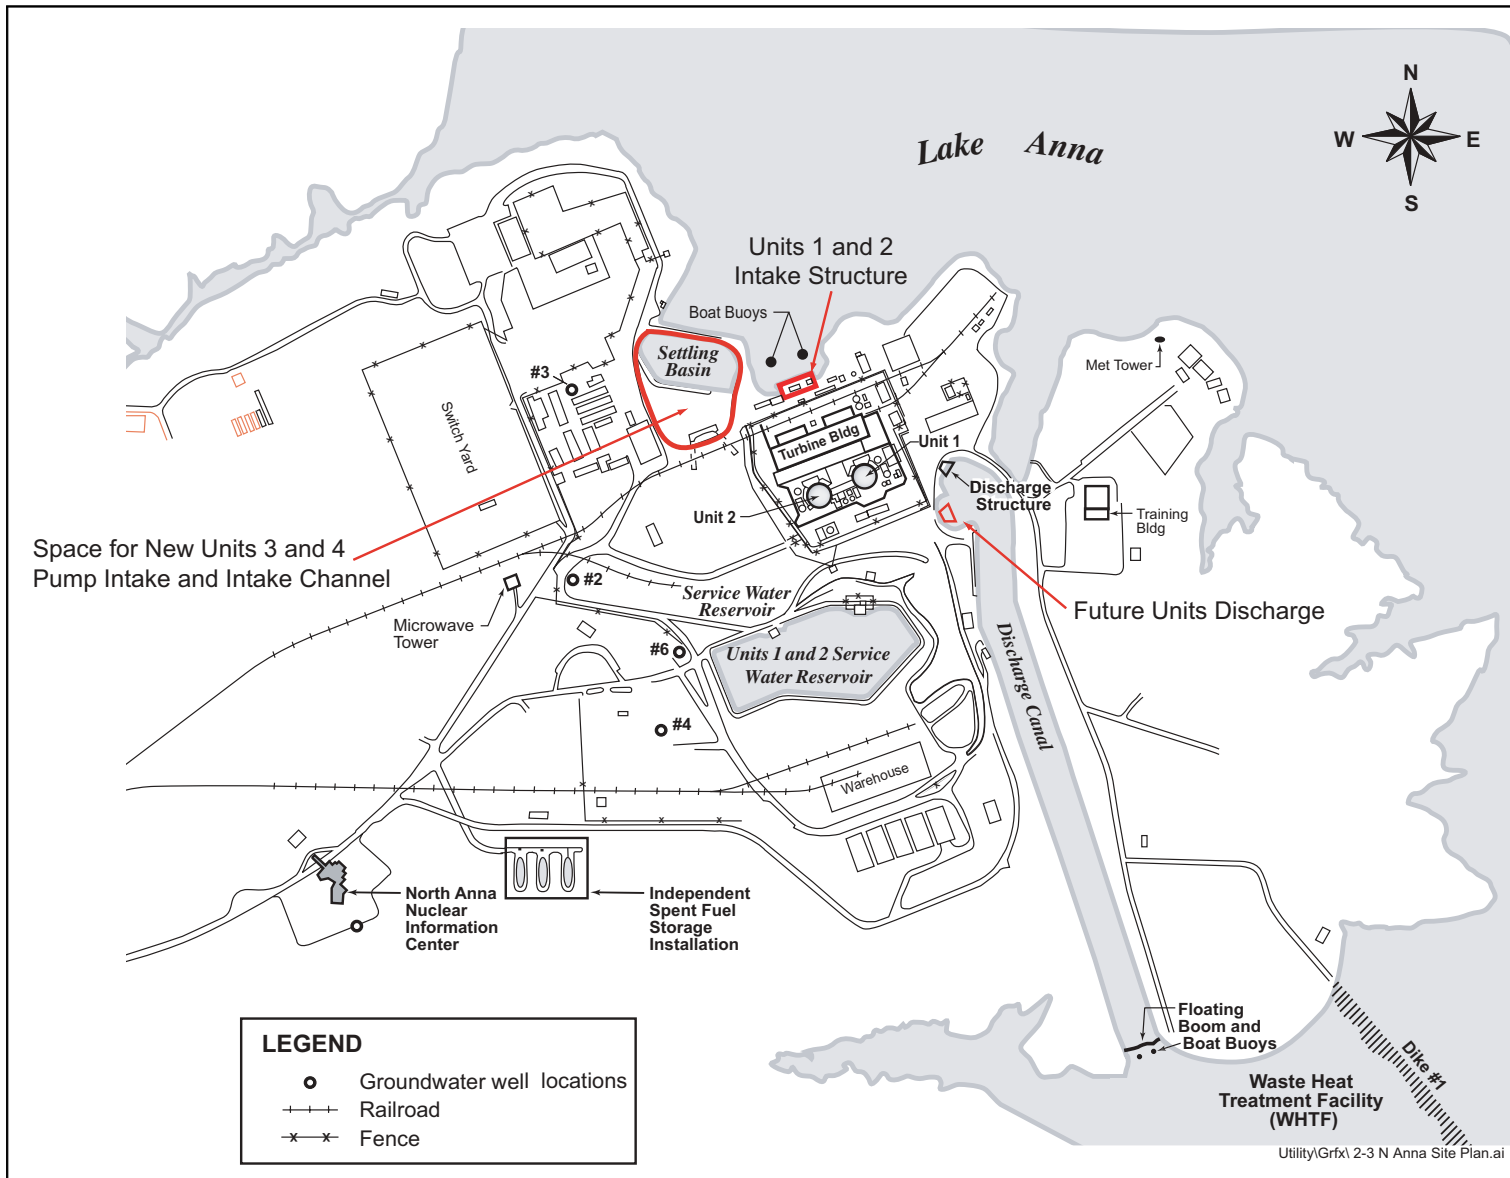 N
W E
S
Lake Anna
Units 1 and 2
Intake Structure
Boat Buoys
Settling
Basin
Met Tower
#3
Switch Yard
Turbine Bldg
Unit 1
Unit 2
Discharge
Structure
Training
Bldg
Space for New Units 3 and 4
Pump Intake and Intake Channel
#2
Service Water
Reservoir
Future Units Discharge
Microwave
Tower
#6
Units 1 and 2 Service
Water Reservoir
Discharge Canal
#4
Warehouse
North Anna
Nuclear
Information
Center
Independent
Spent Fuel
Storage
Installation
Floating
Boom and
Boat Buoys
Dike #1
Waste Heat
Treatment Facility
(WHTF)
LEGEND
Groundwater well locations
Railroad
Fence
Utility\Grfx\ 2-3 N Anna Site Plan.ai